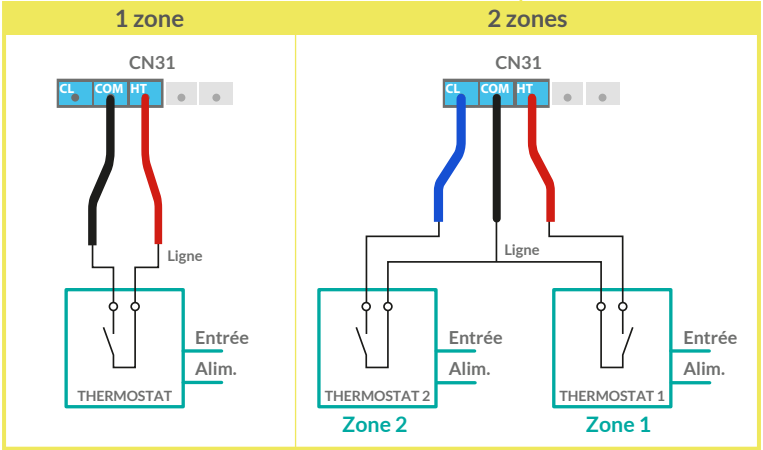 1 zone
CN31
CL COM HT
Ligne
Entrée
Alim.
THERMOSTAT
2 zones
CN31
CL COM HT
Ligne
Entrée
Alim.
THERMOSTAT 2
Zone 2
Entrée
Alim.
THERMOSTAT 1
Zone 1